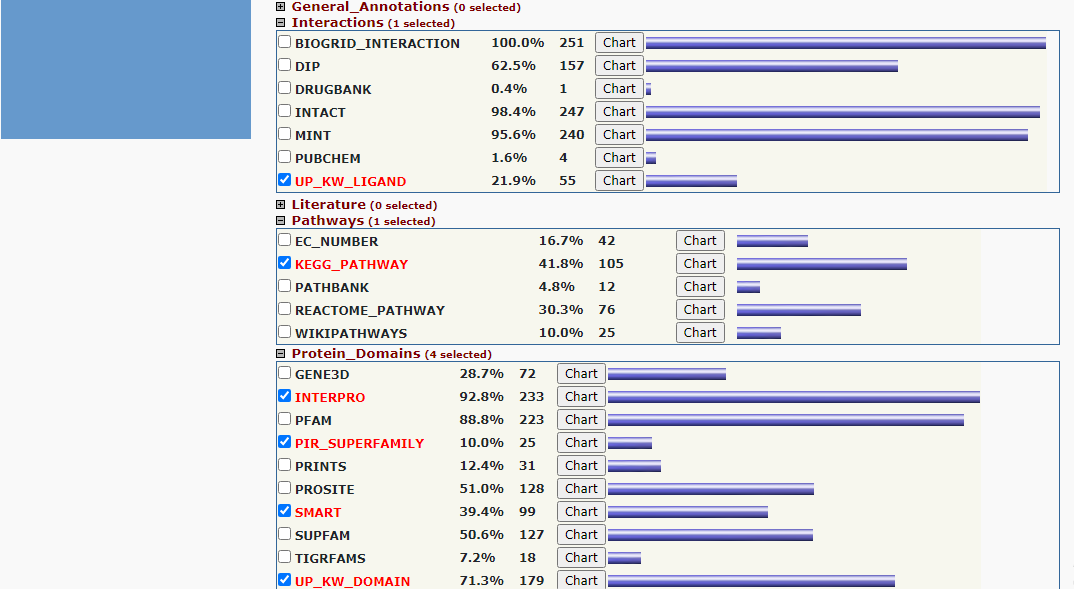 General_Annotations (0 selected)
Interactions (1 selected)
BIOGRID_INTERACTION 100.0% 251 Chart
DIP 62.5% 157 Chart
DRUGBANK 0.4% 1 Chart
INTACT 98.4% 247 Chart
MINT 95.6% 240 Chart
PUBCHEM 1.6% 4 Chart
UP_KW_LIGAND 21.9% 55 Chart
Literature (0 selected)
Pathways (1 selected)
EC_NUMBER 16.7% 42 Chart
KEGG_PATHWAY 41.8% 105 Chart
PATHBANK 4.8% 12 Chart
REACTOME_PATHWAY 30.3% 76 Chart
WIKIPATHWAYS 10.0% 25 Chart
Protein_Domains (4 selected)
GENE3D 28.7% 72 Chart
INTERPRO 92.8% 233 Chart
PFAM 88.8% 223 Chart
PIR_SUPERFAMILY 10.0% 25 Chart
PRINTS 12.4% 31 Chart
PROSITE 51.0% 128 Chart
SMART 39.4% 99 Chart
SUPFAM 50.6% 127 Chart
TIGRFAMS 7.2% 18 Chart
UP_KW_DOMAIN 71.3% 179 Chart